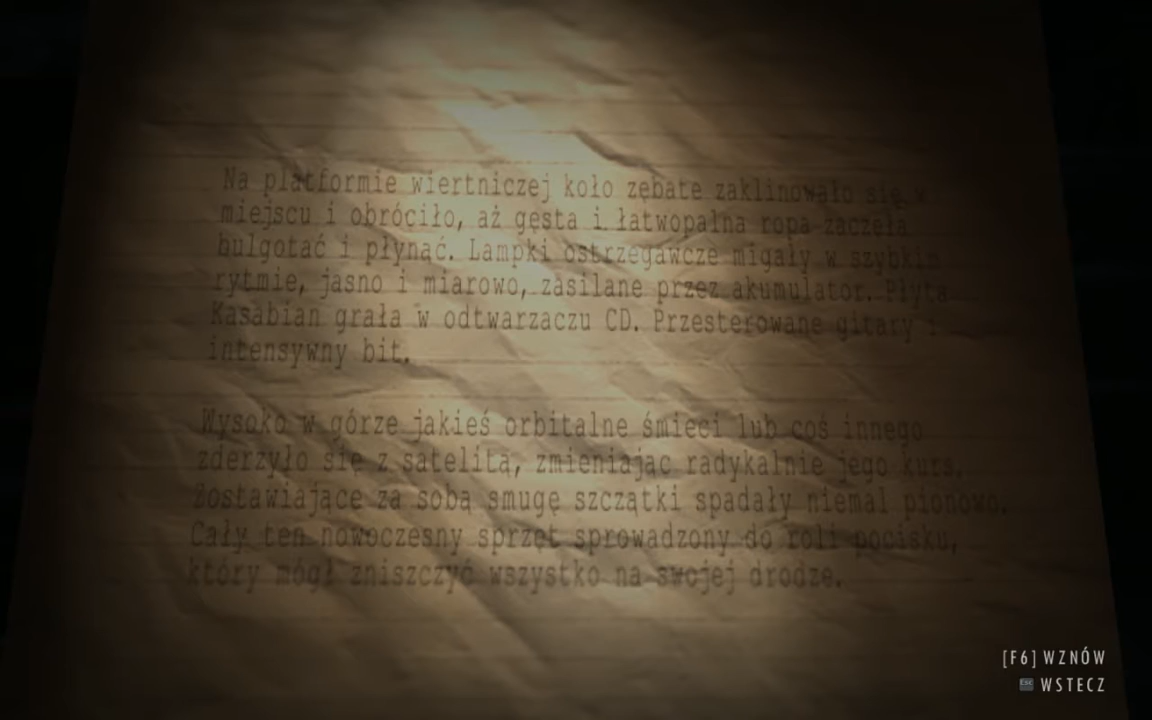 Na platformie wiertniczej koło zębate zaklinowało się w
miejscu i obróciło, aż gęsta i łatwopalna ropa zaczęła
bulgotać i płynąć. Lampki ostrzegawcze migały w szybkim
rytmie, jasno i miarowo, zasilane przez akumulator. Płyta
Kasabian grała w odtwarzaczu CD. Przesterowane gitary i
intensywny bit.
Wysoko w górze jakieś orbitalne śmieci lub coś innego
zderzyło się z satelitą, zmieniając radykalnie jego kurs.
Zostawiające za sobą smugę szczątki spadały niemal pionowo.
Cały ten nowoczesny sprzęt sprowadzony do roli pocisku,
który mógł zniszczyć wszystko na swojej drodze.
[F6] WZNÓW
Esc WSTECZ